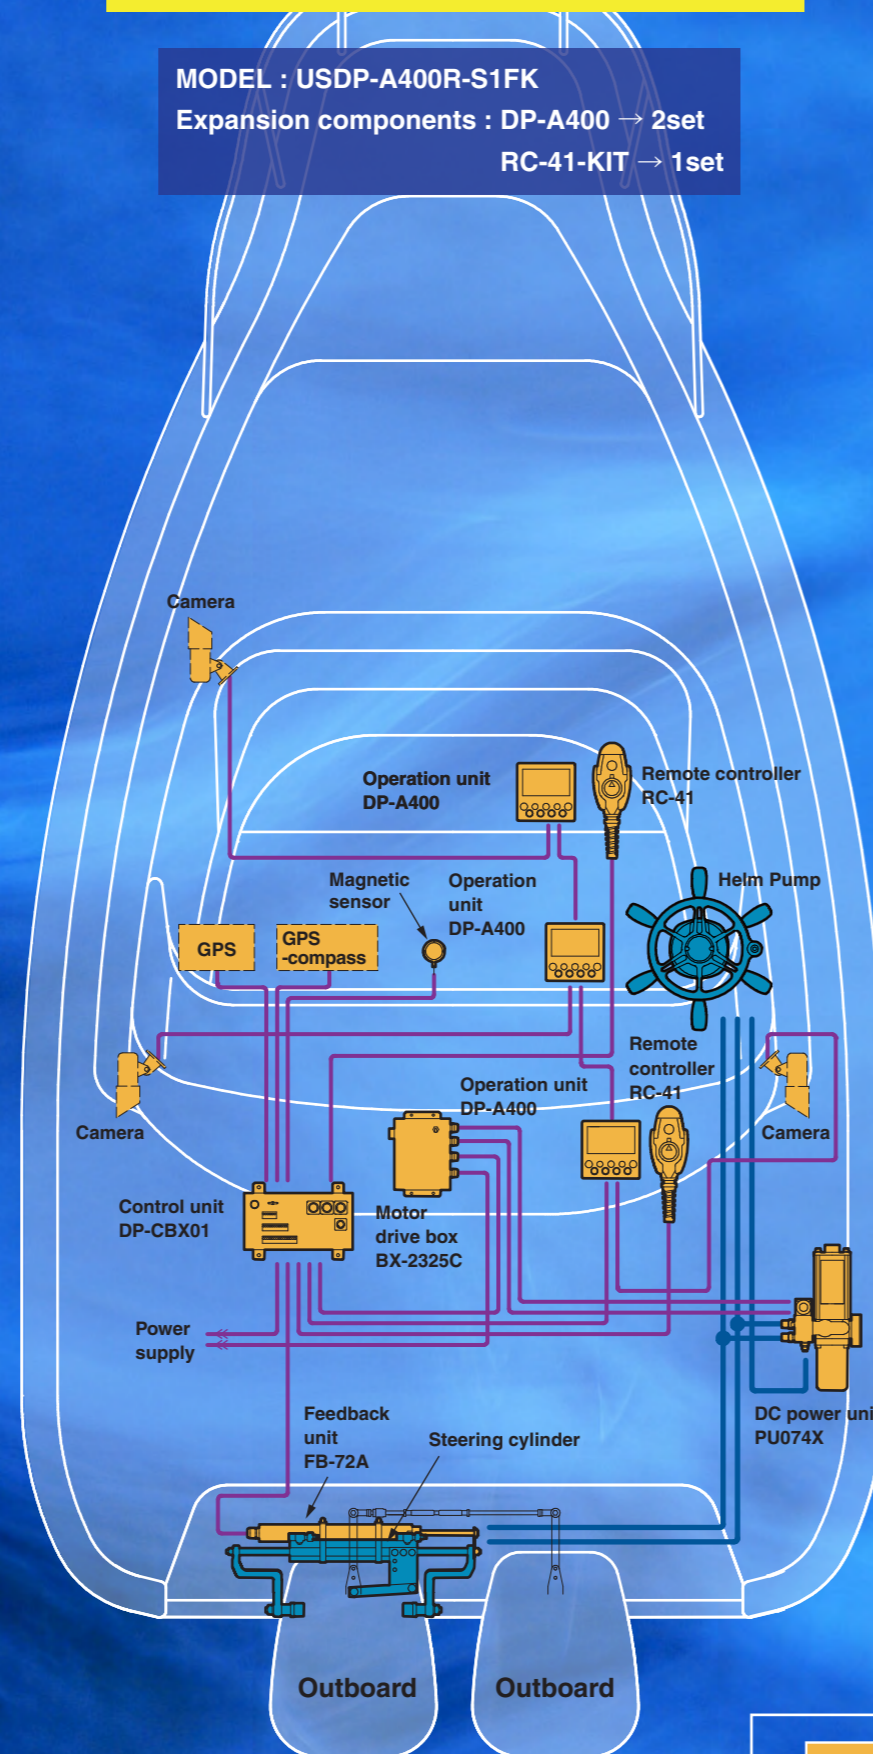 MODEL : USDP-A400R-S1FK
Expansion components : DP-A400 → 2set
RC-41-KIT → 1set
Camera
Operation unit
DP-A400
Remote controller
RC-41
Magnetic
sensor
Operation
unit
DP-A400
Helm Pump
GPS
GPS
-compass
Remote
controller
RC-41
Operation unit
DP-A400
Camera
Camera
Control unit
DP-CBX01
Motor
drive box
BX-2325C
Power
supply
DC power uni
PU074X
Feedback
unit
FB-72A
Steering cylinder
Outboard
Outboard